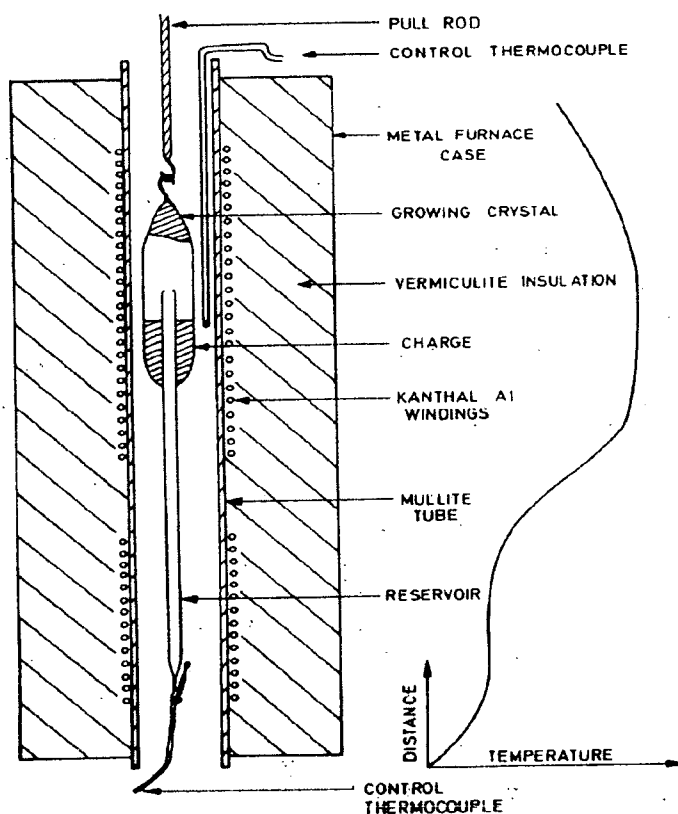 PULL ROD
CONTROL THERMOCOUPLE
METAL FURNACE
CASE
GROWING CRYSTAL
VERMICULITE INSULATION
CHARGE
KANTHAL A1
WINDINGS
MULLITE
TUBE
RESERVOIR
DISTANCE
TEMPERATURE
CONTROL
THERMOCOUPLE